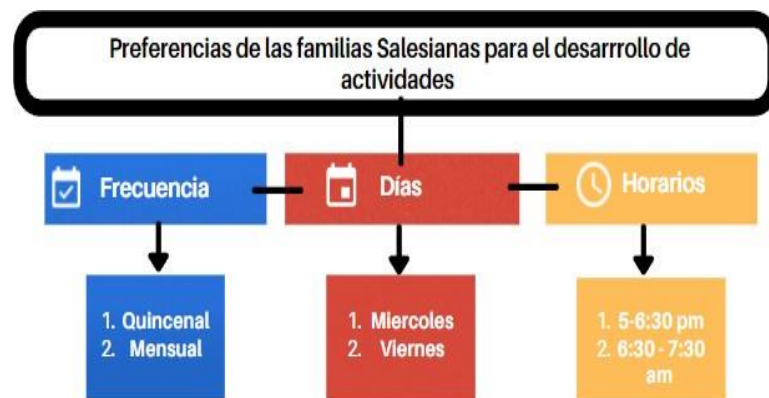 Preferencias de las familias Salesianas para el desarrrollo de
actividades
Frecuencia
Días
Horarios
1. Quincenal
2. Mensual
1. Miercoles
2. Viernes
1. 5-6:30 pm
2. 6:30 - 7:30
am